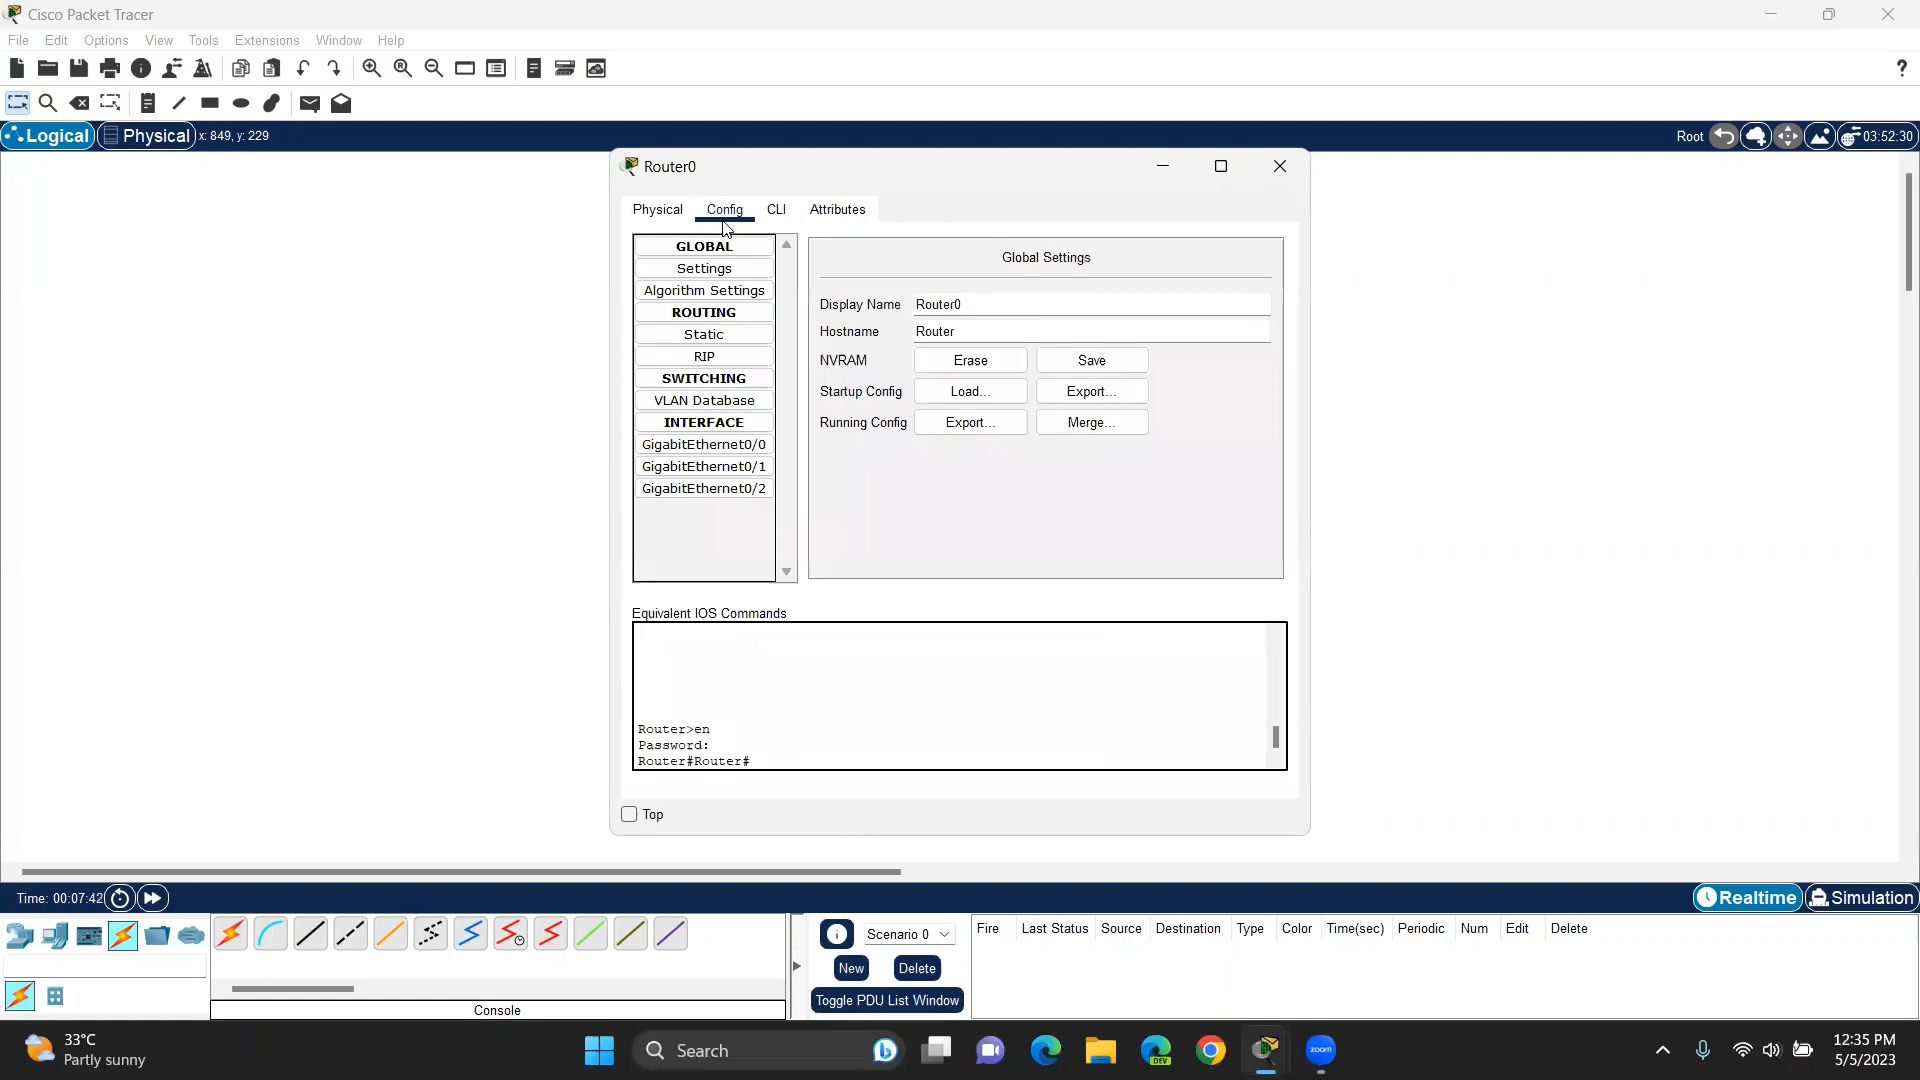 Cisco Packet Tracer
File Edit Options View Tools Extensions Window Help
?
Logical Physical x: 849, y: 229 Root 03:52:30
Router0
Physical Config CLI Attributes
GLOBAL
Settings
Algorithm Settings
ROUTING
Static
RIP
SWITCHING
VLAN Database
INTERFACE
GigabitEthernet0/0
GigabitEthernet0/1
GigabitEthernet0/2
Global Settings
Display Name Router0
Hostname Router
NVRAM Erase Save
Startup Config Load... Export...
Running Config Export... Merge...
Equivalent IOS Commands
Router>en
Password:
Router#Router#
Top
Time: 00:07:42 Realtime Simulation
Scenario 0
New Delete
Toggle PDU List Window
Fire Last Status Source Destination Type Color Time(sec) Periodic Num Edit Delete
Console
33°C
Partly sunny
Search
DEV
zoom
12:35 PM
5/5/2023